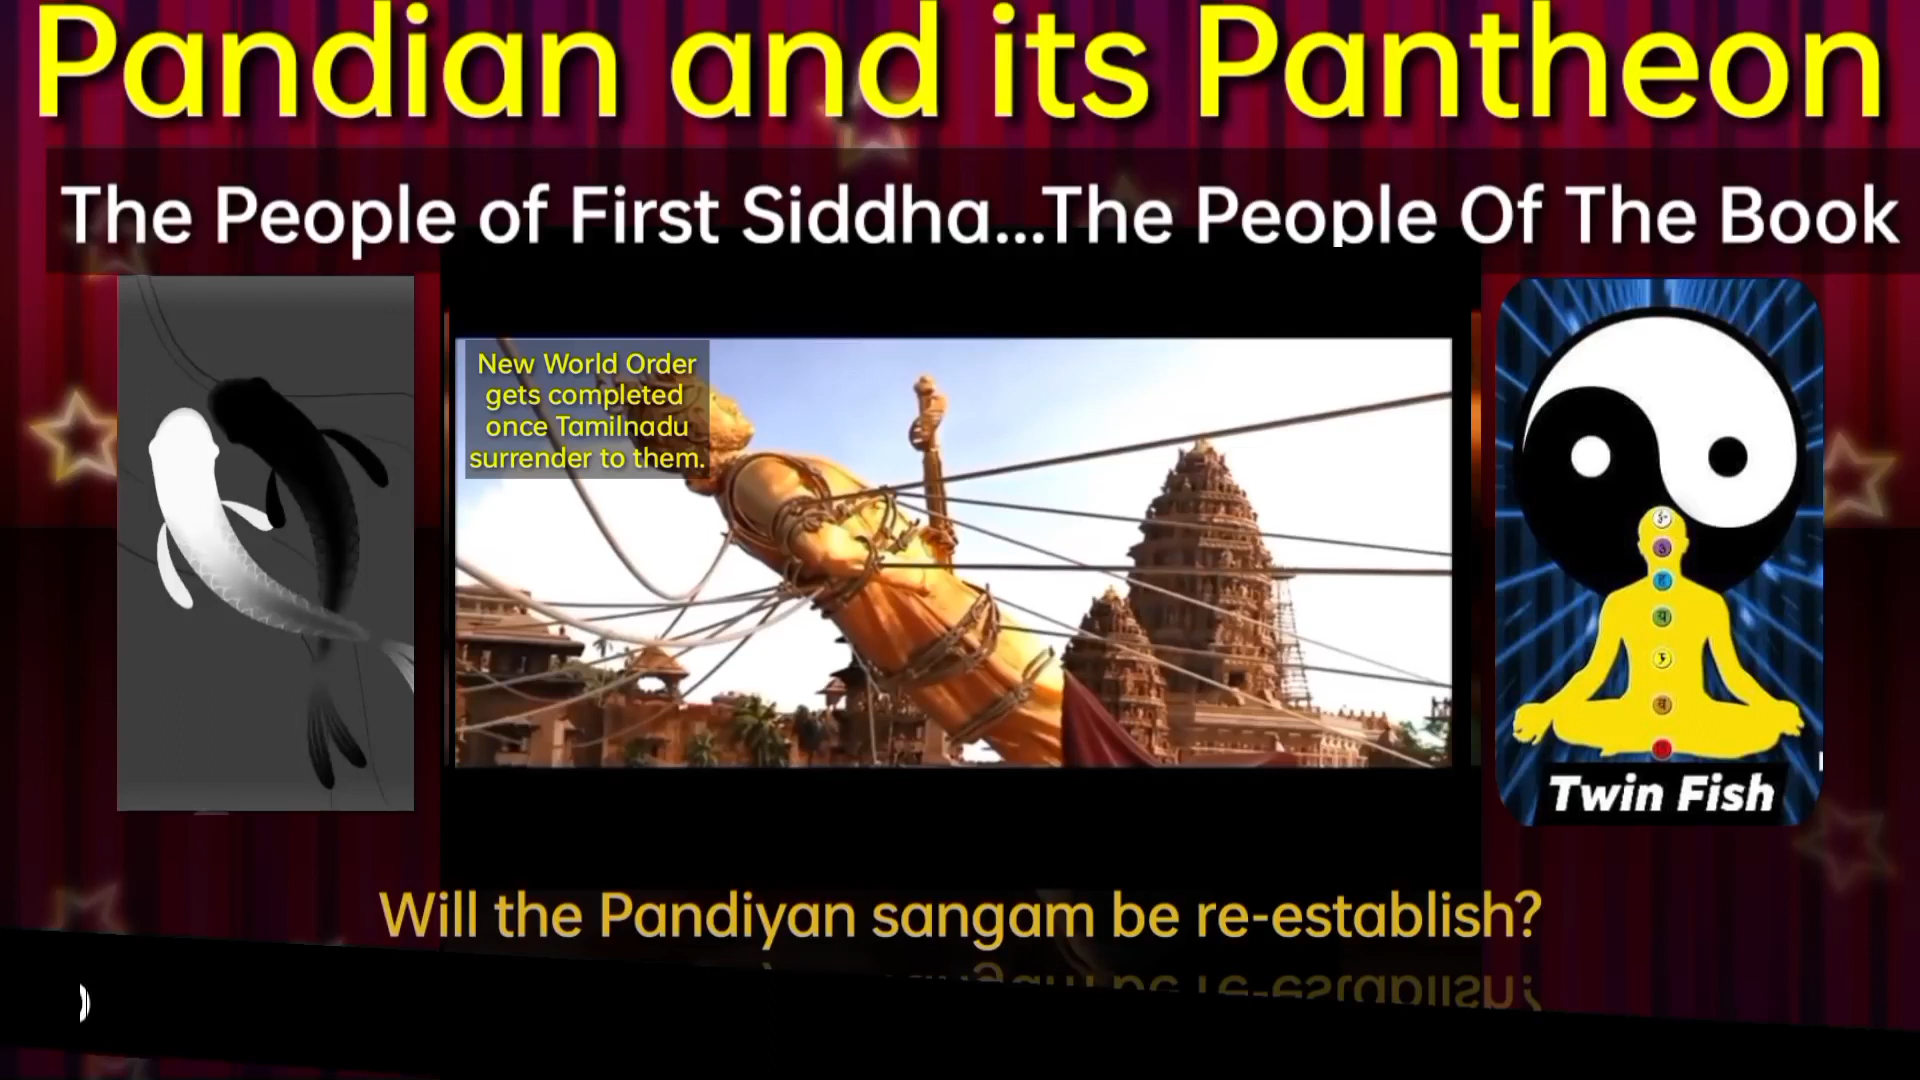 Pandian and its Pantheon
The People of First Siddha...The People Of The Book
New World Order
gets completed
once Tamilnadu
surrender to them.
Twin Fish
Will the Pandiyan sangam be re-establish?